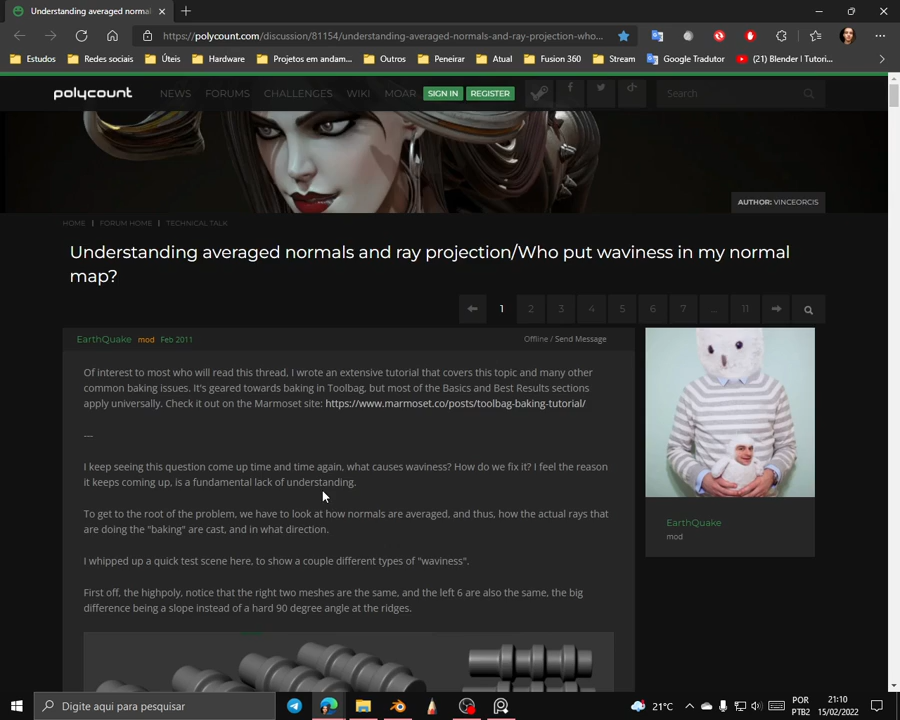 Understanding averaged normal
https://polycount.com/discussion/81154/understanding-averaged-normals-and-ray-projection-who...
Estudos Redes sociais Úteis Hardware Projetos em andam... Outros Peneirar Atual Fusion 360 Stream Google Tradutor (21) Blender | Tutori...
polycount NEWS FORUMS CHALLENGES WIKI MOAR SIGN IN REGISTER Search
AUTHOR: VINCEORCIS
HOME | FORUM HOME | TECHNICAL TALK
Understanding averaged normals and ray projection/Who put waviness in my normal
map?
1 2 3 4 5 6 7 ... 11
EarthQuake mod Feb 2011 Offline / Send Message
Of interest to most who will read this thread, I wrote an extensive tutorial that covers this topic and many other
common baking issues. It's geared towards baking in Toolbag, but most of the Basics and Best Results sections
apply universally. Check it out on the Marmoset site: https://www.marmoset.co/posts/toolbag-baking-tutorial/
---
I keep seeing this question come up time and time again, what causes waviness? How do we fix it? I feel the reason
it keeps coming up, is a fundamental lack of understanding.
To get to the root of the problem, we have to look at how normals are averaged, and thus, how the actual rays that
are doing the "baking" are cast, and in what direction.
I whipped up a quick test scene here, to show a couple different types of "waviness".
First off, the highpoly, notice that the right two meshes are the same, and the left 6 are also the same, the big
difference being a slope instead of a hard 90 degree angle at the ridges.
EarthQuake
mod
Digite aqui para pesquisar
21°C
POR
PTB2
21:10
15/02/2022